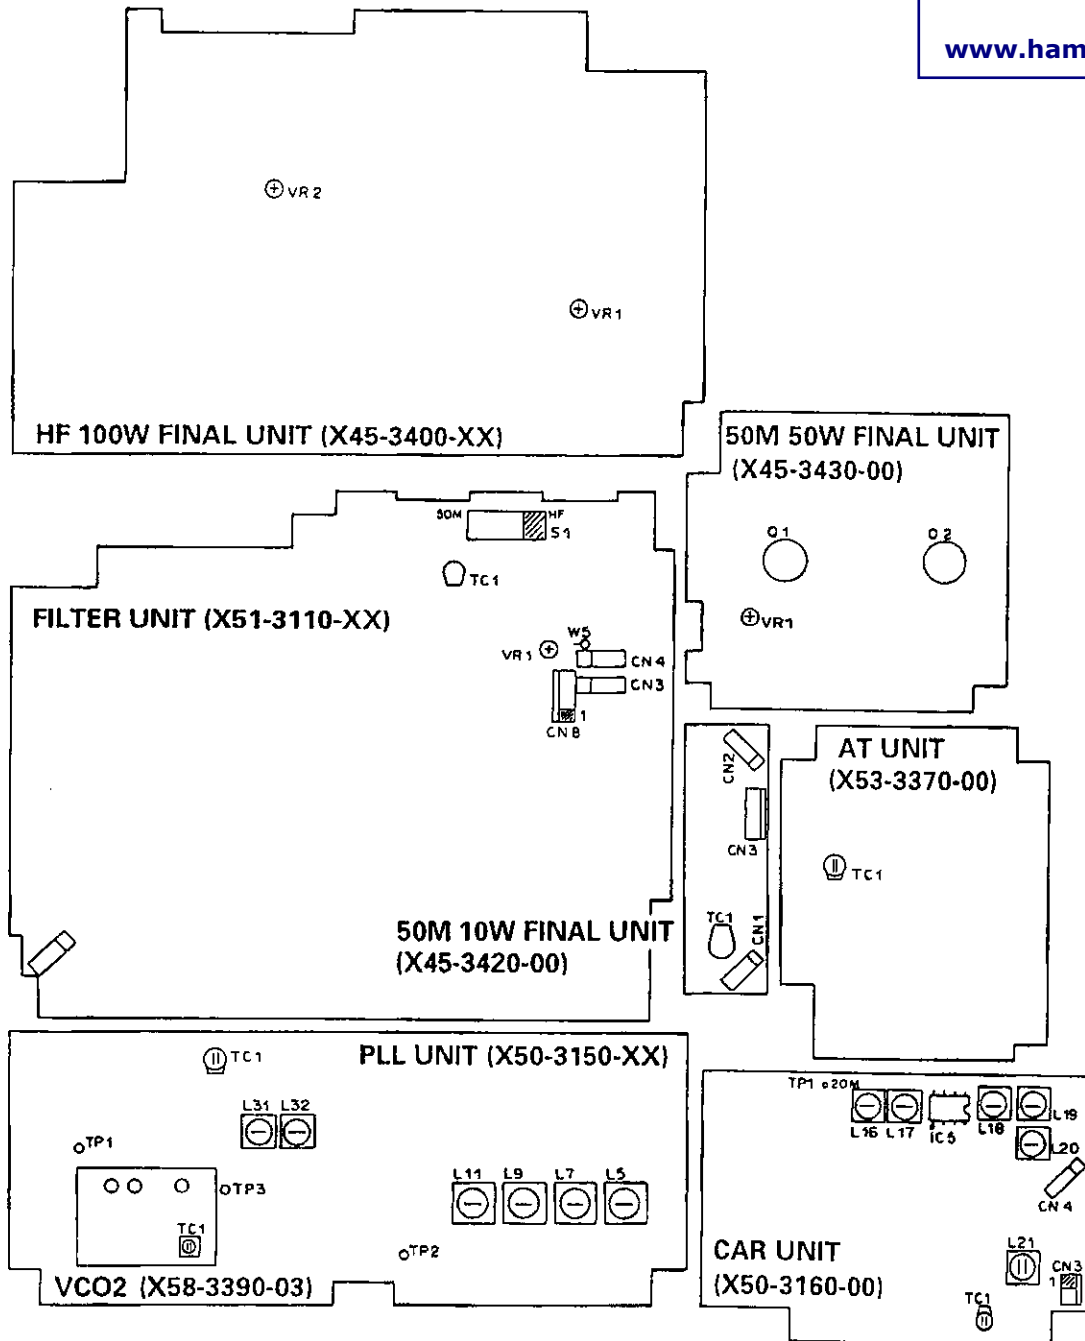 www.ham
VR2
VR1
HF 100W FINAL UNIT (X45-3400-XX)
50M 50W FINAL UNIT
(X45-3430-00)
Q1
Q2
VR1
50M
HF
S1
TC1
FILTER UNIT (X51-3110-XX)
W5
VR1
CN4
CN3
1
CN8
CN2
CN3
TC1
CN1
AT UNIT
(X53-3370-00)
TC1
50M 10W FINAL UNIT
(X45-3420-00)
TC1
PLL UNIT (X50-3150-XX)
L31 L32
TP1
TP3
L11 L9 L7 L5
TC1
TP2
VCO2 (X58-3390-03)
TP1 20M
L16 L17 IC5 L18 L19
L20
CN4
L21
CN3
1
CAR UNIT
(X50-3160-00)
TC1